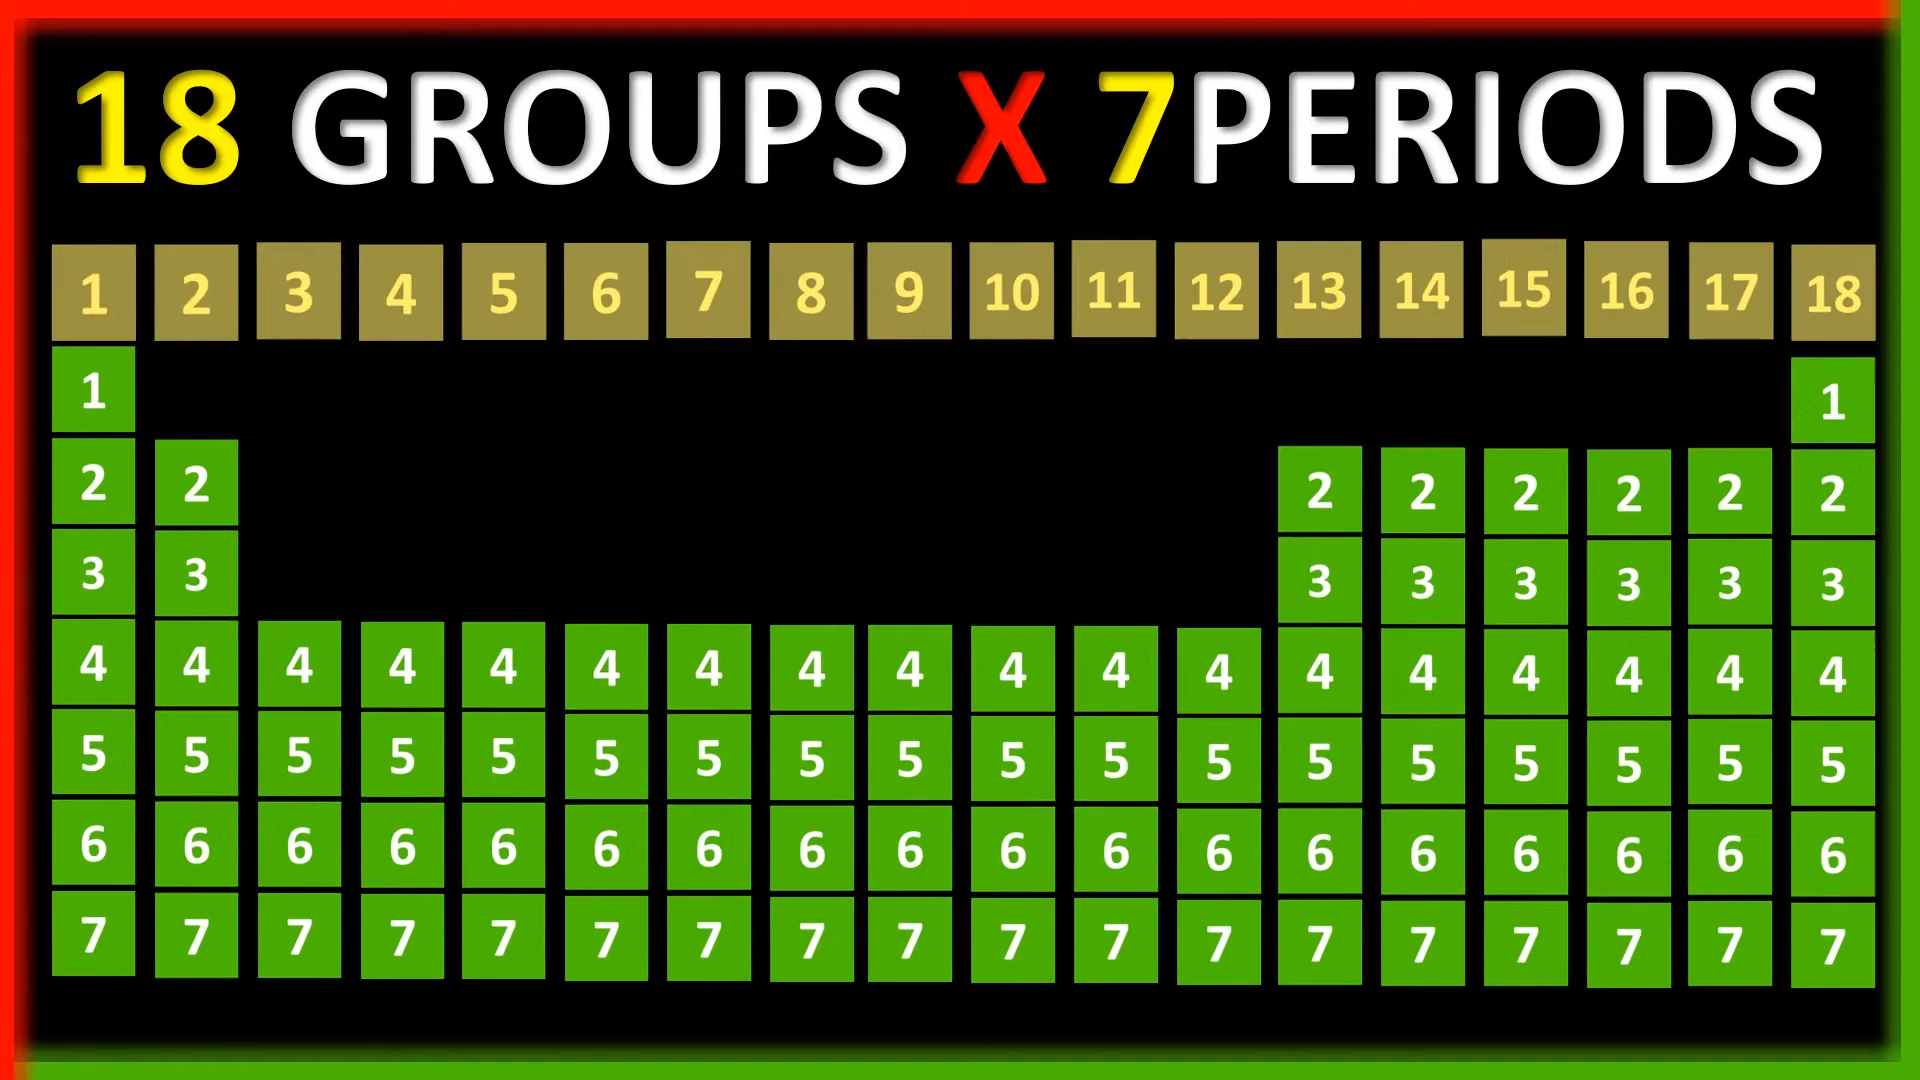 18 GROUPS X 7PERIODS
1 2 3 4 5 6 7 8 9 10 11 12 13 14 15 16 17 18
1 1
2 2 2 2 2 2 2 2
3 3 3 3 3 3 3 3
4 4 4 4 4 4 4 4 4 4 4 4 4 4 4 4 4 4
5 5 5 5 5 5 5 5 5 5 5 5 5 5 5 5 5 5
6 6 6 6 6 6 6 6 6 6 6 6 6 6 6 6 6 6
7 7 7 7 7 7 7 7 7 7 7 7 7 7 7 7 7 7